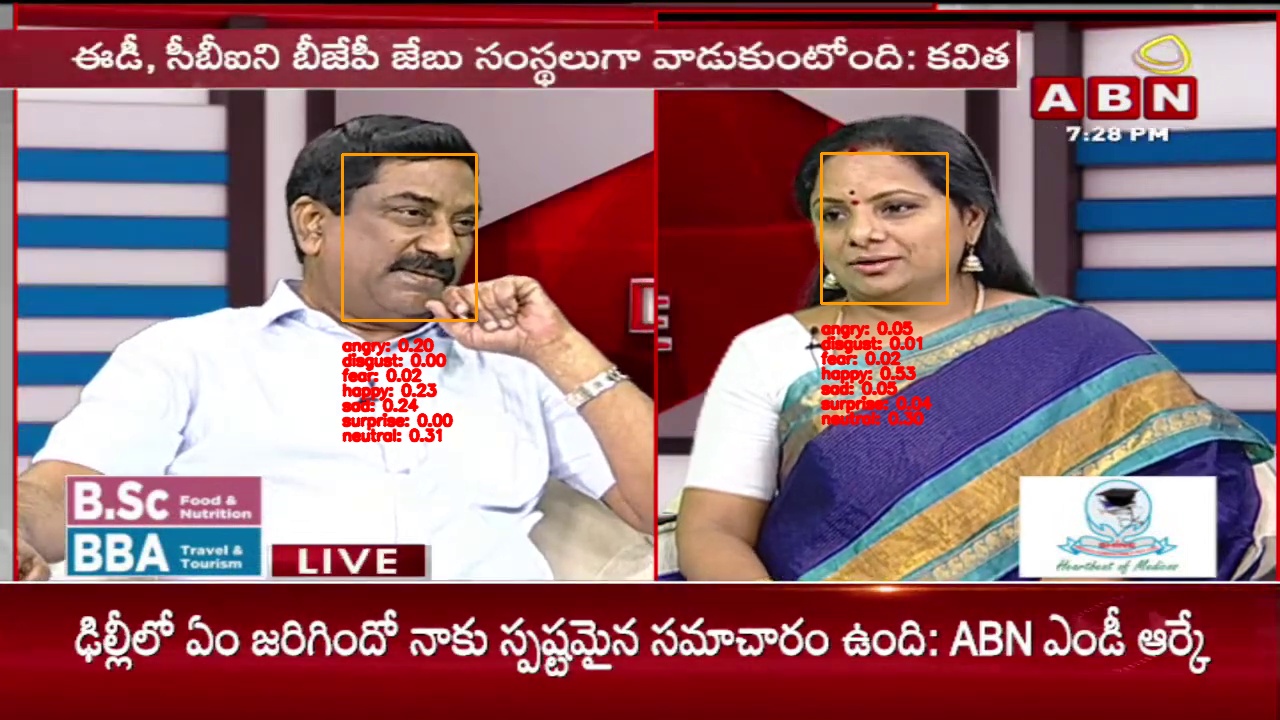 ఈడీ, సీబీఐని బీజేపీ జేబు సంస్థలుగా వాడుకుంటోంది: కవిత
ABN
7:28 PM
angry: 0.20
disgust: 0.00
fear: 0.02
happy: 0.23
sad: 0.24
surprise: 0.00
neutral: 0.31
angry: 0.05
disgust: 0.01
fear: 0.02
happy: 0.53
sad: 0.05
surprise: 0.04
neutral: 0.30
B.Sc Food & Nutrition
BBA Travel & Tourism
LIVE
Heartbeat of Medicos
ఢిల్లీలో ఏం జరిగిందో నాకు స్పష్టమైన సమాచారం ఉంది: ABN ఎండీ ఆర్కే